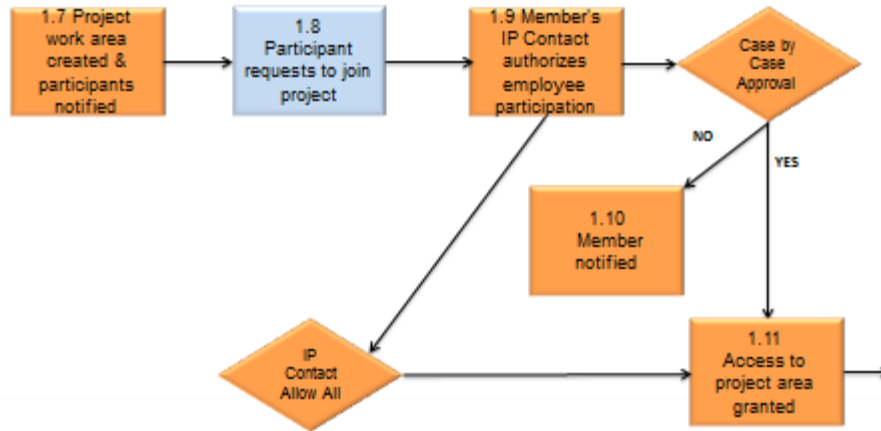 1.7 Project
work area
created &
participants
notified
1.8
Participant
requests to join
project
1.9 Member's
IP Contact
authorizes
employee
participation
Case by
Case
Approval
NO
YES
1.10
Member
notified
IP
Contact
Allow All
1.11
Access to
project area
granted